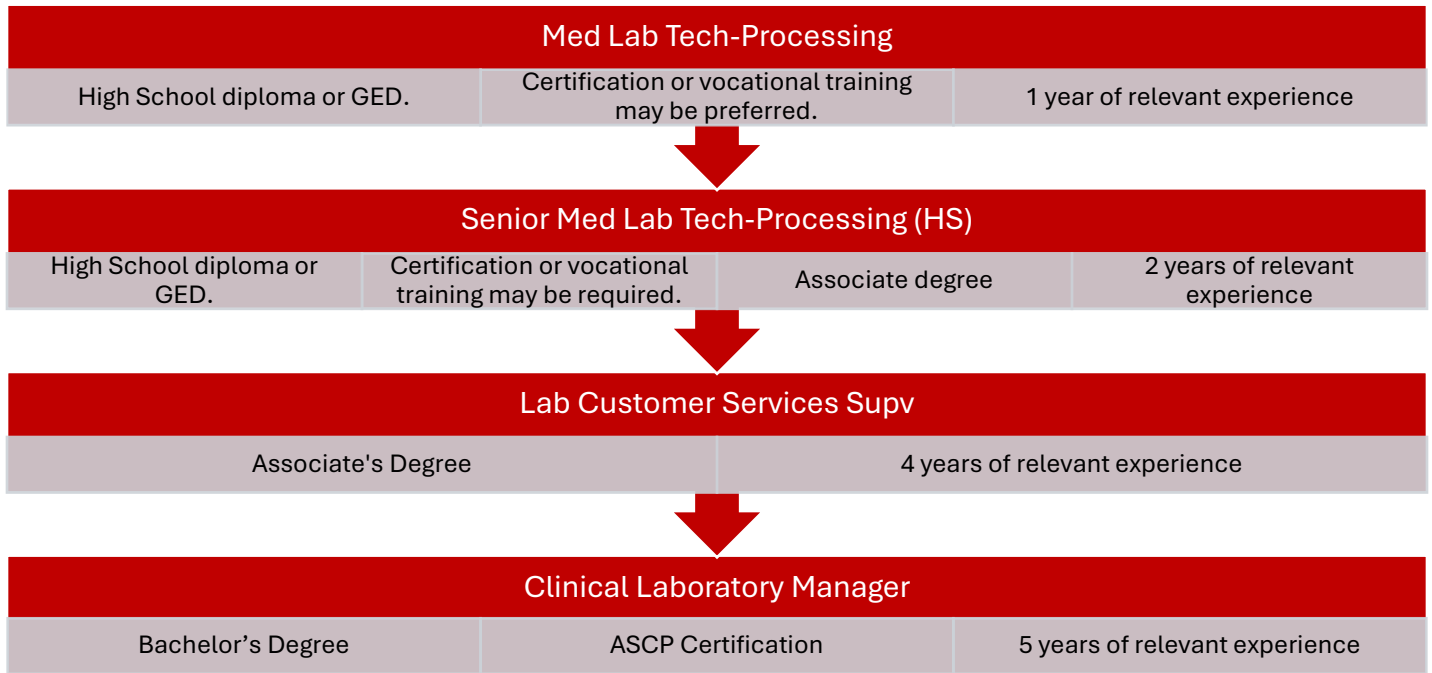 Med Lab Tech-Processing
High School diploma or GED.
Certification or vocational training
may be preferred.
1 year of relevant experience
Senior Med Lab Tech-Processing (HS)
High School diploma or
GED.
Certification or vocational
training may be required.
Associate degree
2 years of relevant
experience
Lab Customer Services Supv
Associate's Degree
4 years of relevant experience
Clinical Laboratory Manager
Bachelor’s Degree
ASCP Certification
5 years of relevant experience